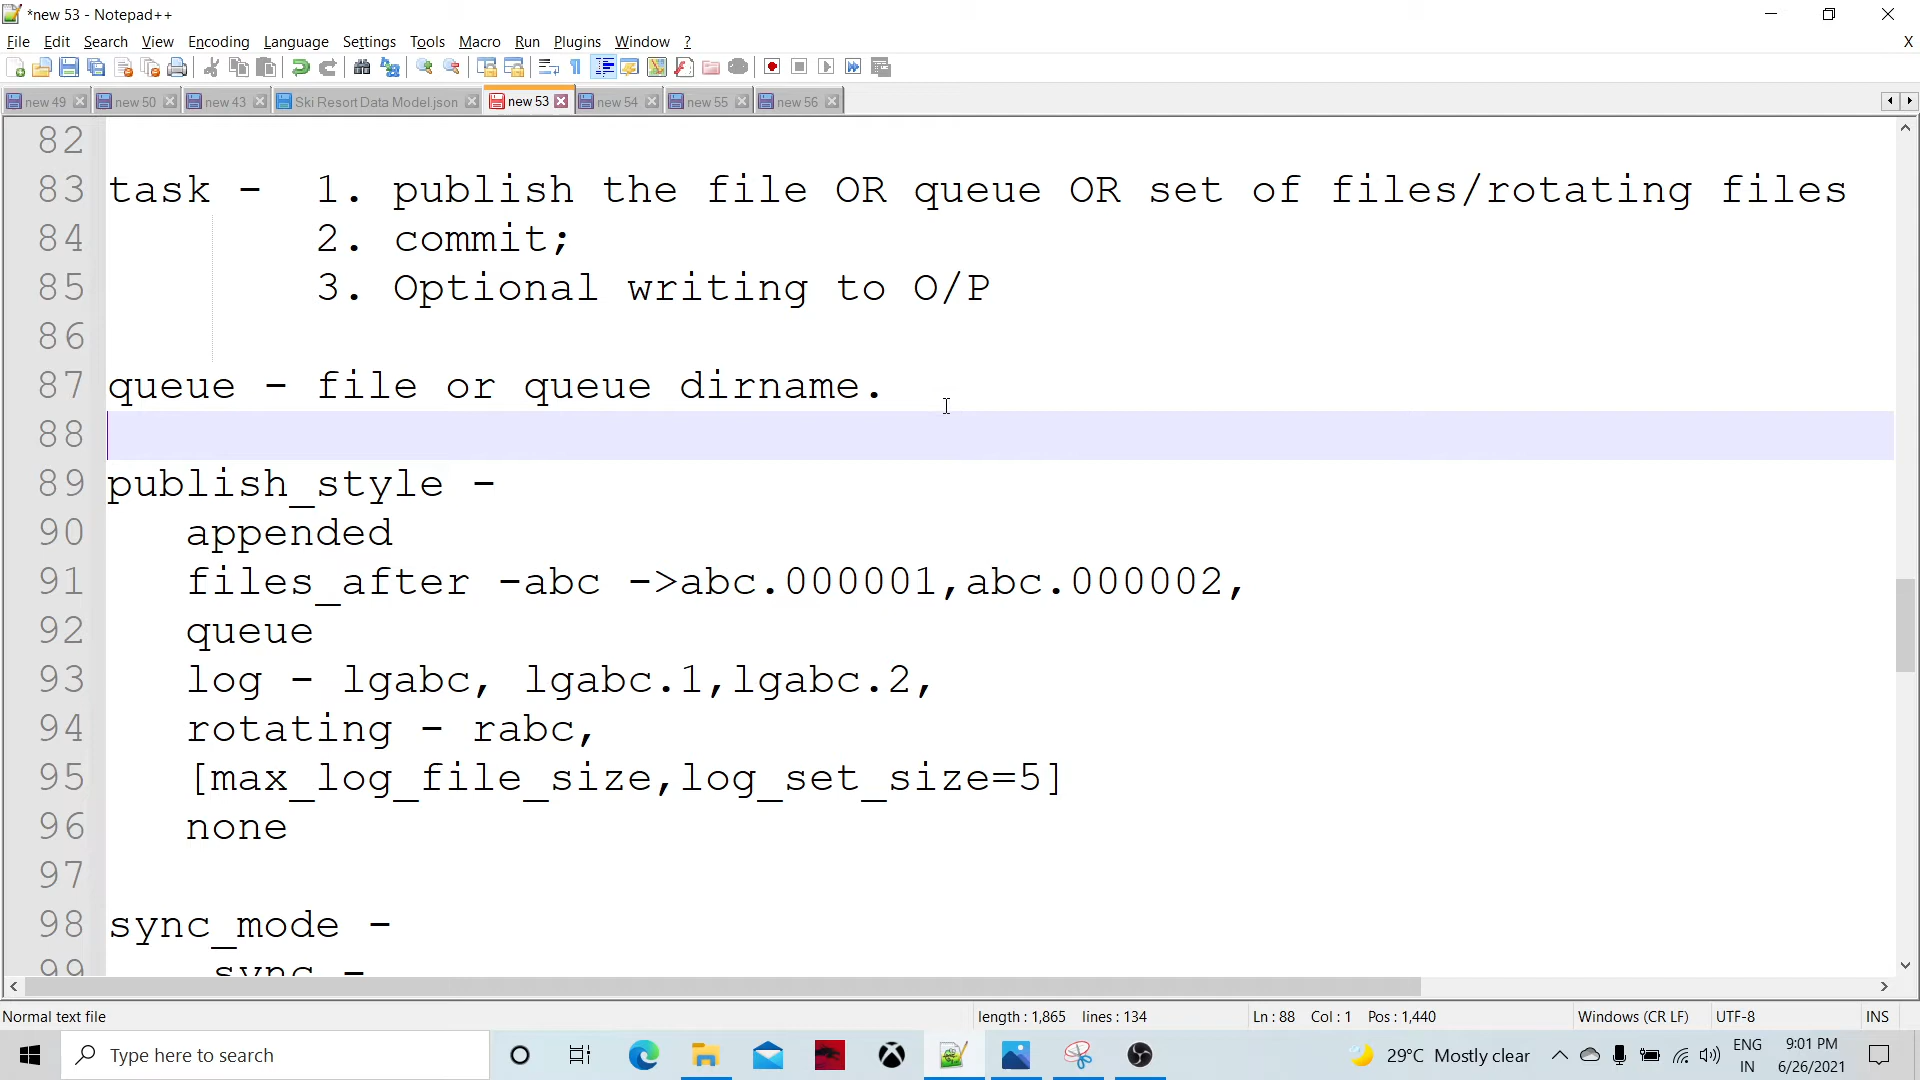 *new 53 - Notepad++
File Edit Search View Encoding Language Settings Tools Macro Run Plugins Window ? X
new 49 new 50 new 43 Ski Resort Data Model.json new 53 new 54 new 55 new 56
82
83 task - 1. publish the file OR queue OR set of files/rotating files
84 2. commit;
85 3. Optional writing to O/P
86
87 queue - file or queue dirname.
88
89 publish_style -
90 appended
91 files_after -abc ->abc.000001,abc.000002,
92 queue
93 log - lgabc, lgabc.1,lgabc.2,
94 rotating - rabc,
95 [max_log_file_size,log_set_size=5]
96 none
97
98 sync_mode -
99 sync -
Normal text file length : 1,865 lines : 134 Ln : 88 Col : 1 Pos : 1,440 Windows (CR LF) UTF-8 INS
Type here to search 29°C Mostly clear ENG 9:01 PM
IN 6/26/2021